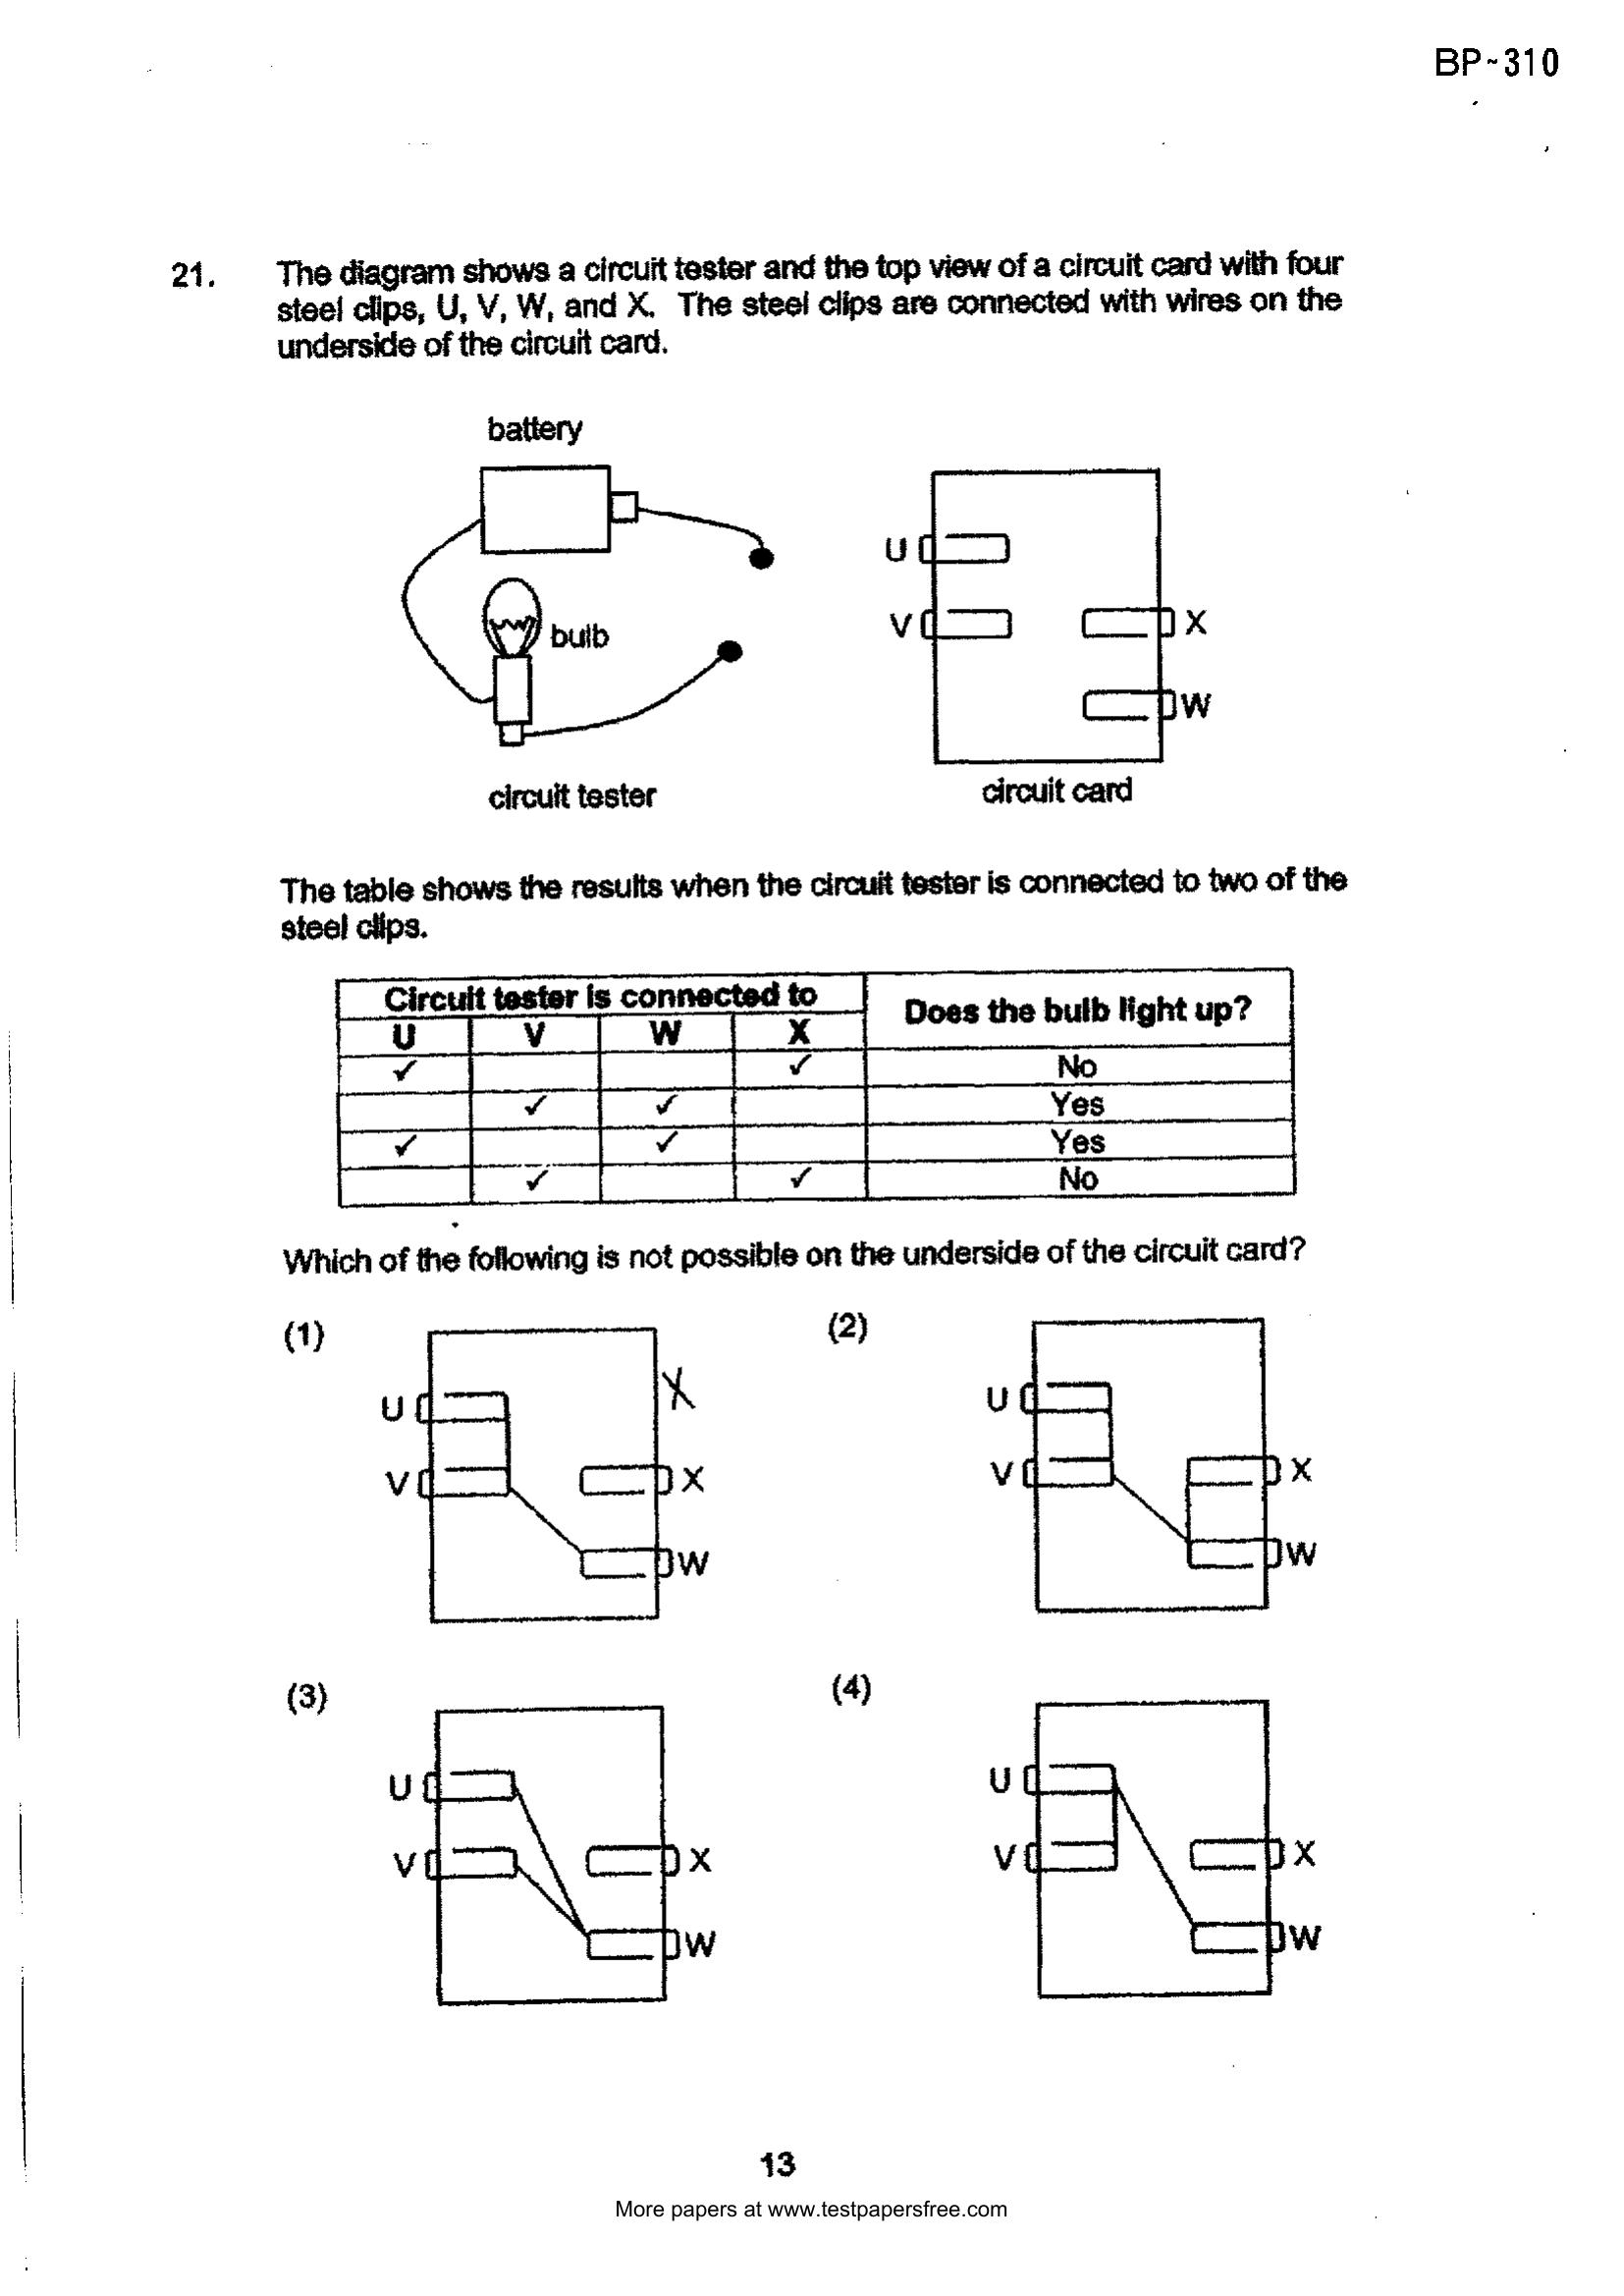 BP~310
21. The diagram shows a circuit tester and the top view of a circuit card with four
steel clips, U, V, W, and X. The steel clips are connected with wires on the
underside of the circuit card.
battery
U
V
X
bulb
W
circuit tester
circuit card
The table shows the results when the circuit tester is connected to two of the
steel clips.
Circuit tester is connected to Does the bulb light up?
U V W X
✓ ✓ No
✓ ✓ Yes
✓ ✓ Yes
✓ ✓ No
Which of the following is not possible on the underside of the circuit card?
(1) (2)
X
U U
V X V X
W W
(3) (4)
U U
V X V X
W W
13
More papers at www.testpapersfree.com